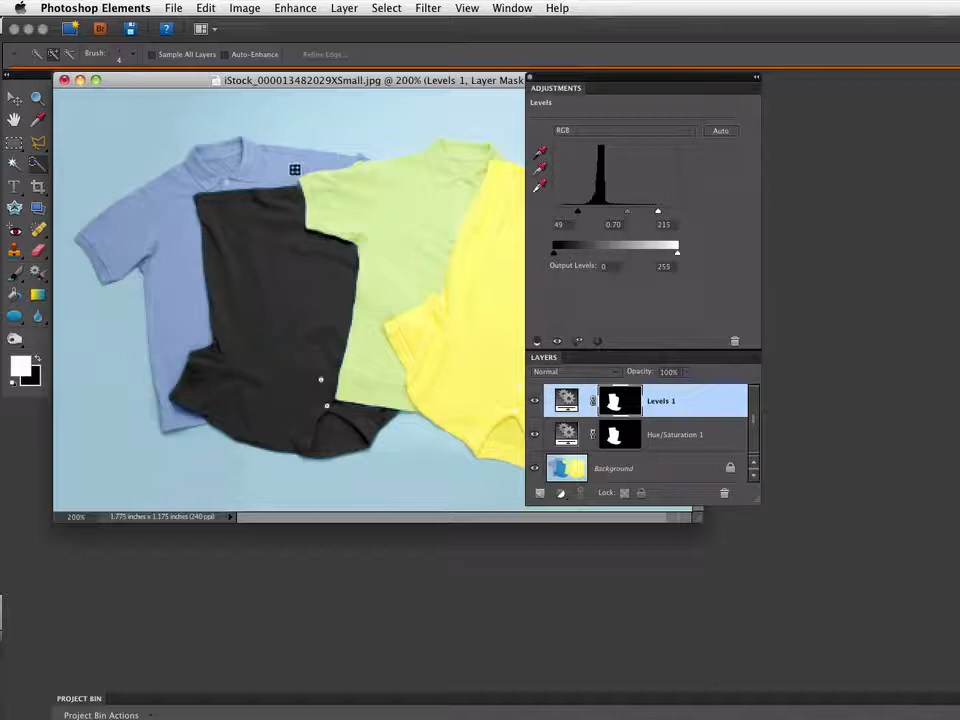 Photoshop Elements File Edit Image Enhance Layer Select Filter View Window Help
Br ?
Brush: 4 Sample All Layers Auto-Enhance Refine Edge...
iStock_000013482029XSmall.jpg @ 200% (Levels 1, Layer Mask
ADJUSTMENTS
Levels
RGB Auto
49 0.70 215
Output Levels: 0 255
LAYERS
Normal Opacity: 100%
Levels 1
Hue/Saturation 1
Background
Lock:
200% 1.775 inches x 1.175 inches (240 ppi)
PROJECT BIN
Project Bin Actions